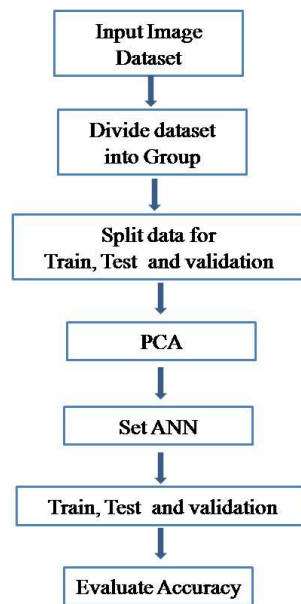 Input Image
Dataset
Divide dataset
into Group
Split data for
Train, Test and validation
PCA
Set ANN
Train, Test and validation
Evaluate Accuracy